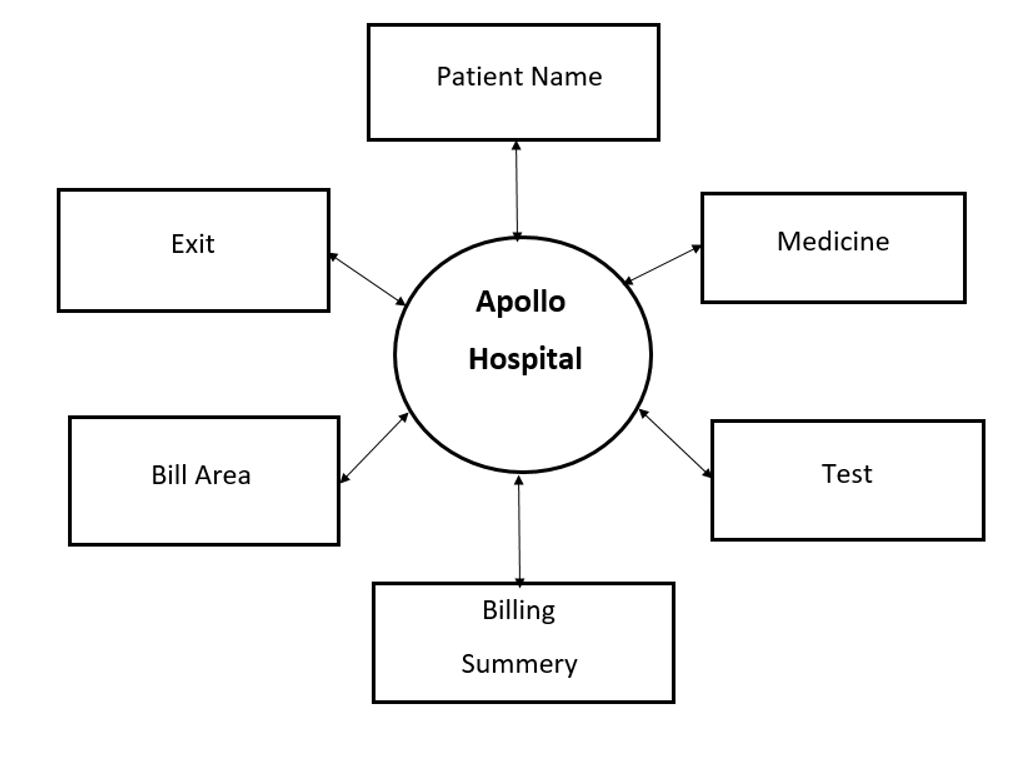 Patient Name
Exit
Medicine
Apollo
Hospital
Bill Area
Test
Billing
Summery